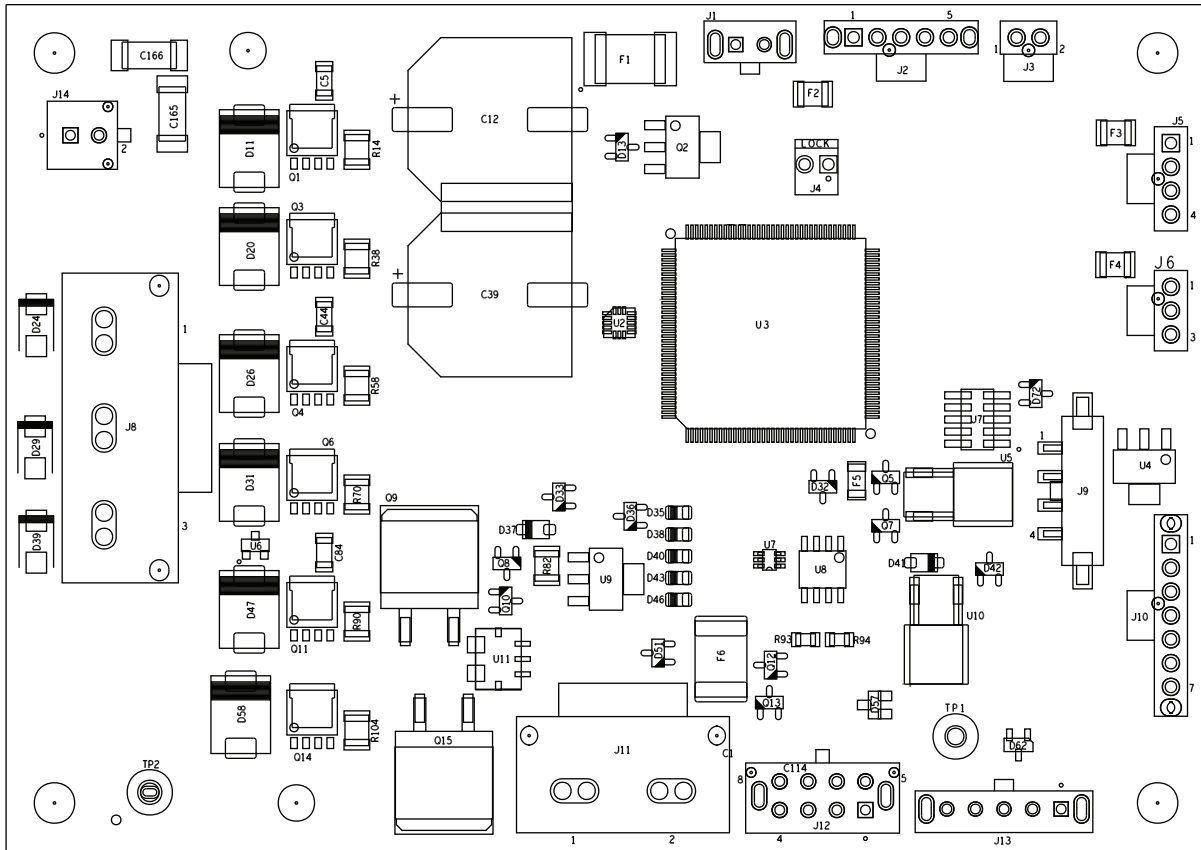 J1
1 5
J2
1 2
J3
C166
J14
2
C165
C5
D11
R14
Q1
+
C12
F1
F2
D13
Q2
LOCK
J4
F3
J5
1
4
Q3
D20
R38
+
C39
U2
U3
F4
J6
1
3
D24
1
J8
3
C44
D26
R58
Q4
D29
Q6
D31
R70
Q9
D39
U6
C84
D47
R90
Q11
D58
R104
Q14
TP2
D33
D37
Q8
R82
Q10
U9
D36
D35
D38
D40
D43
D46
U11
Q15
D51
F6
J11
1 2
C1
U7
D72
U5
1
J9
4
U4
D32
F5
Q5
Q7
U7
U8
D41
D42
U10
1
J10
7
R93
R94
Q12
Q13
D57
TP1
D62
C114
8 5
J12
4
J13